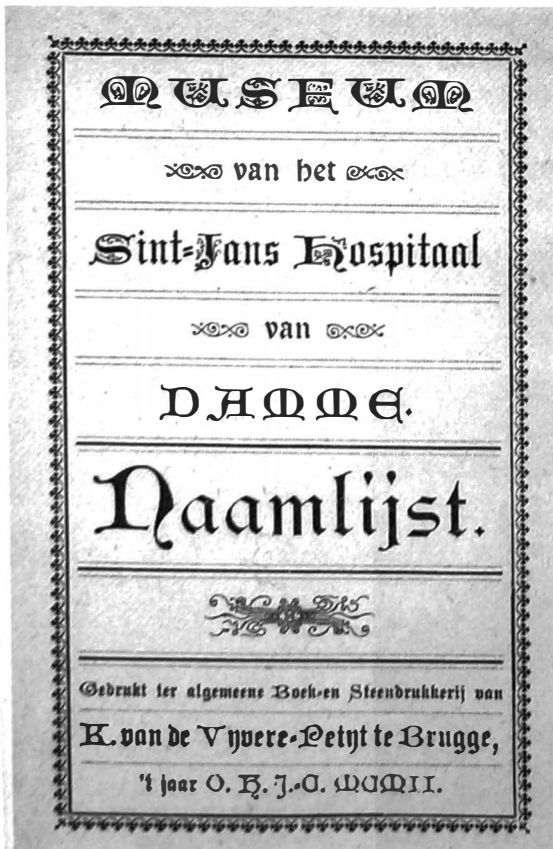 MUSEUM
van het
Sint-Jans Hospitaal
van
DAMME.
Naamlijst.
Gedrukt ter algemeene Boek-en Steendrukkerij van
K. van de Vyvere-Petyt te Brugge,
't jaar O. H. J.-C. MCMII.